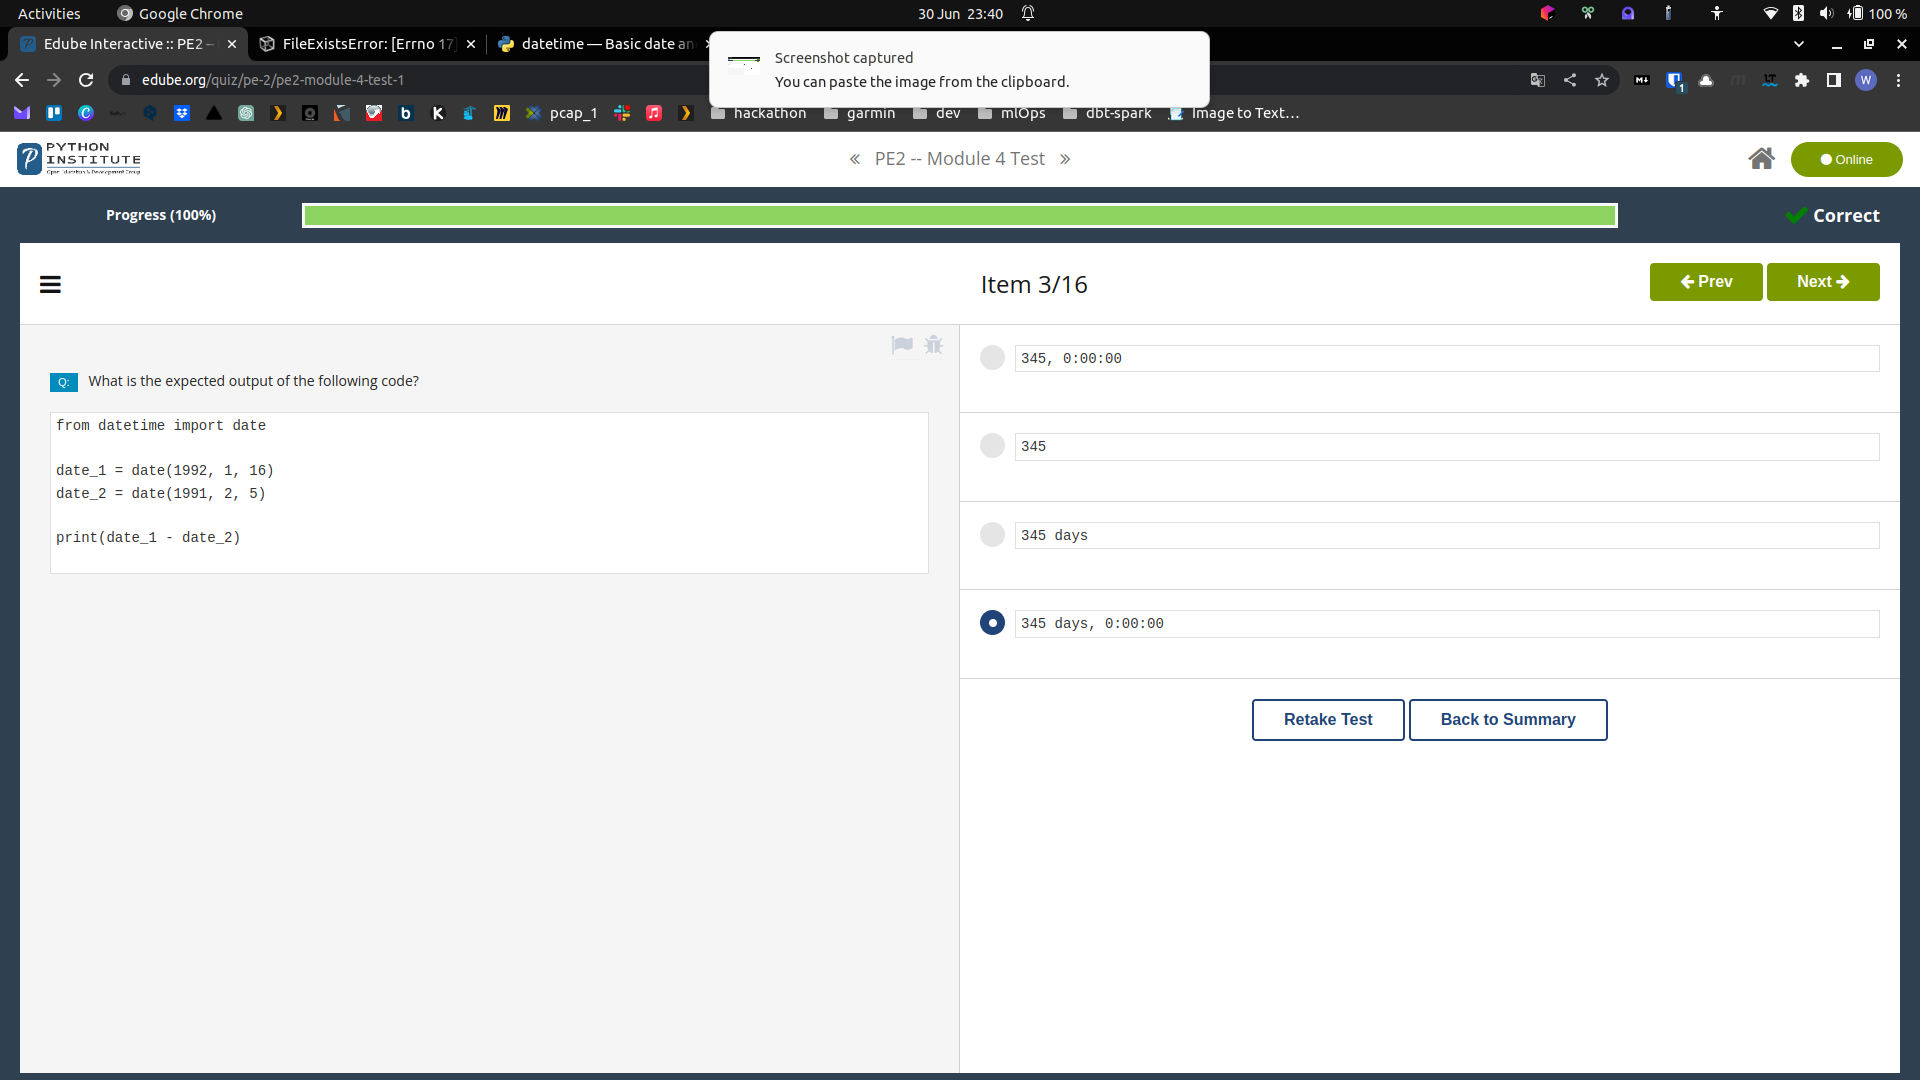 Activities
Google Chrome
30 Jun 23:40
100 %
Edube Interactive :: PE2 –
FileExistsError: [Errno 17]
datetime — Basic date an
Screenshot captured
You can paste the image from the clipboard.
edube.org/quiz/pe-2/pe2-module-4-test-1
pcap_1
hackathon
garmin
dev
mlOps
dbt-spark
Image to Text…
PYTHON
INSTITUTE
Open Education & Development Group
« PE2 -- Module 4 Test »
Online
Progress (100%)
Correct
Item 3/16
Prev
Next
Q: What is the expected output of the following code?
from datetime import date
date_1 = date(1992, 1, 16)
date_2 = date(1991, 2, 5)
print(date_1 - date_2)
345, 0:00:00
345
345 days
345 days, 0:00:00
Retake Test
Back to Summary